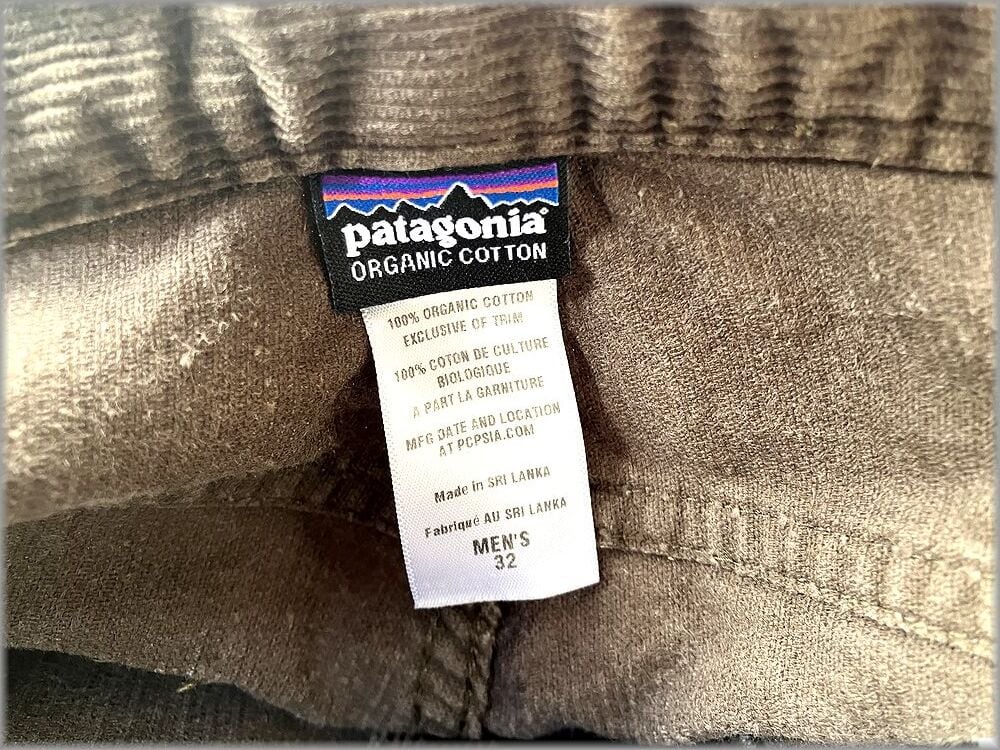 patagonia®
ORGANIC COTTON
100% ORGANIC COTTON
EXCLUSIVE OF TRIM
100% COTON DE CULTURE
BIOLOGIQUE
A PART LA GARNITURE
MFG DATE AND LOCATION
AT PCPSIA.COM
Made in SRI LANKA
Fabriqué AU SRI LANKA
MEN'S
32